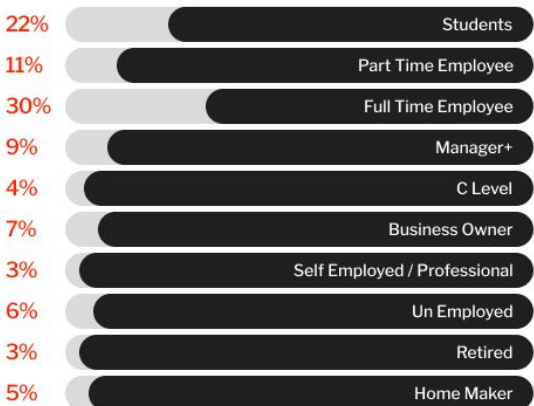 22% Students
11% Part Time Employee
30% Full Time Employee
9% Manager+
4% C Level
7% Business Owner
3% Self Employed / Professional
6% Un Employed
3% Retired
5% Home Maker